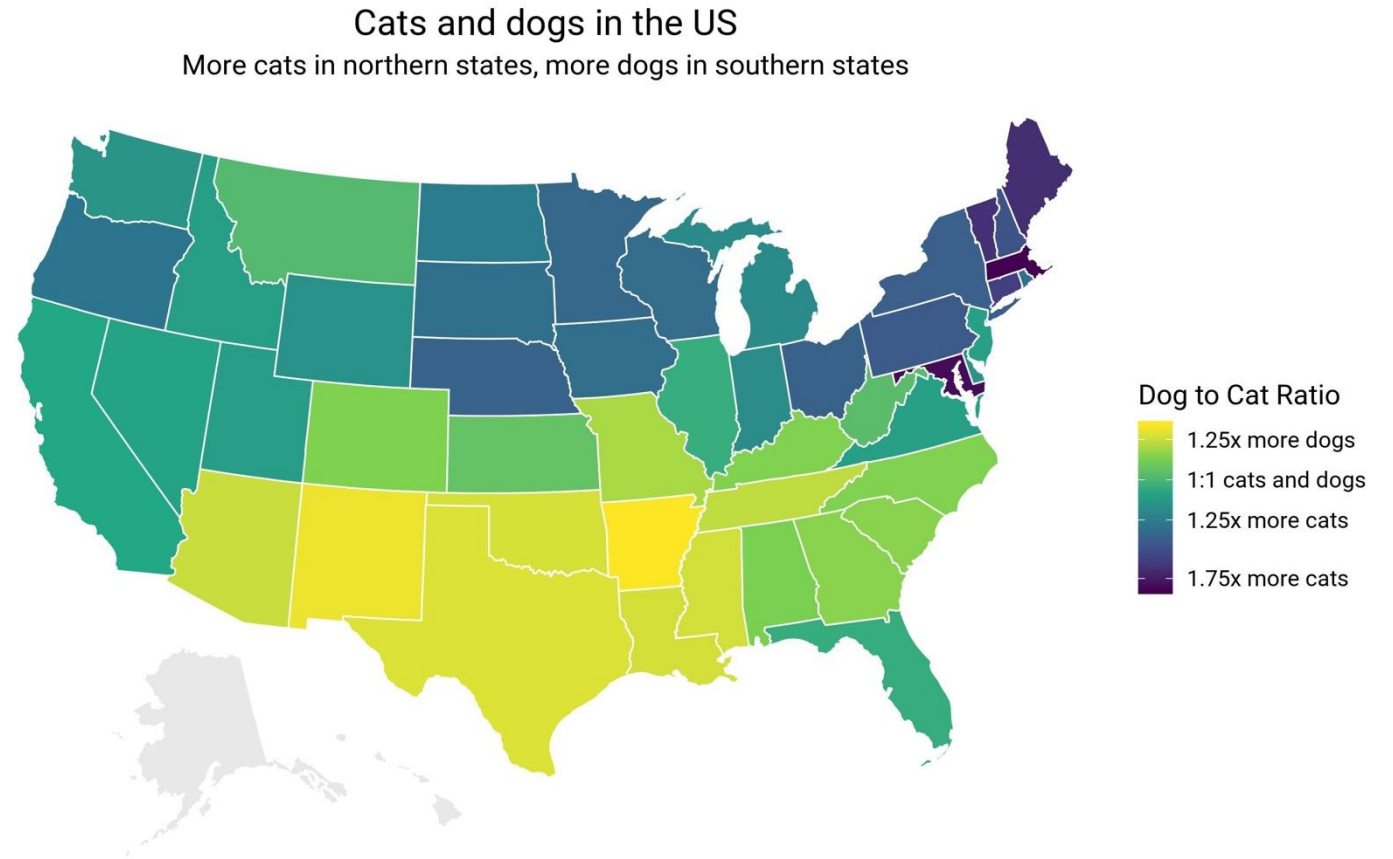 Cats and dogs in the US
More cats in northern states, more dogs in southern states
Dog to Cat Ratio
1.25x more dogs
1:1 cats and dogs
1.25x more cats
1.75x more cats